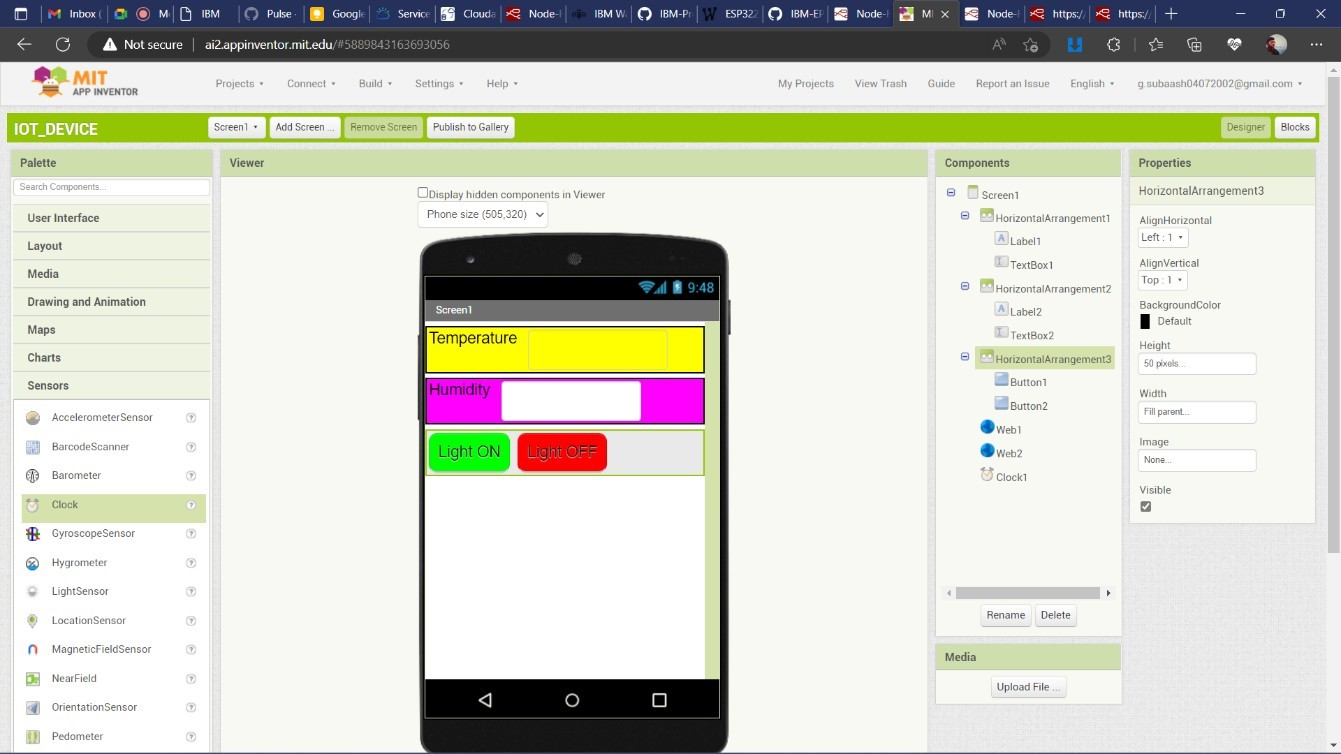 Inbox (
M
IBM
Pulse
Google
Service
Clouda
Node-
IBM W
IBM-Pr
ESP32
IBM-EP
Node-
MI
Node-
https:/
https:/
Not secure
ai2.appinventor.mit.edu/#5889843163693056
MIT
APP INVENTOR
Projects
Connect
Build
Settings
Help
My Projects
View Trash
Guide
Report an Issue
English
g.subaash04072002@gmail.com
IOT_DEVICE
Screen1
Add Screen ...
Remove Screen
Publish to Gallery
Designer
Blocks
Palette
Search Components...
User Interface
Layout
Media
Drawing and Animation
Maps
Charts
Sensors
AccelerometerSensor
BarcodeScanner
Barometer
Clock
GyroscopeSensor
Hygrometer
LightSensor
LocationSensor
MagneticFieldSensor
NearField
OrientationSensor
Pedometer
Viewer
Display hidden components in Viewer
Phone size (505,320)
9:48
Screen1
Temperature
Humidity
Light ON
Light OFF
Components
Screen1
HorizontalArrangement1
Label1
TextBox1
HorizontalArrangement2
Label2
TextBox2
HorizontalArrangement3
Button1
Button2
Web1
Web2
Clock1
Rename
Delete
Media
Upload File ...
Properties
HorizontalArrangement3
AlignHorizontal
Left : 1
AlignVertical
Top : 1
BackgroundColor
Default
Height
50 pixels...
Width
Fill parent...
Image
None...
Visible